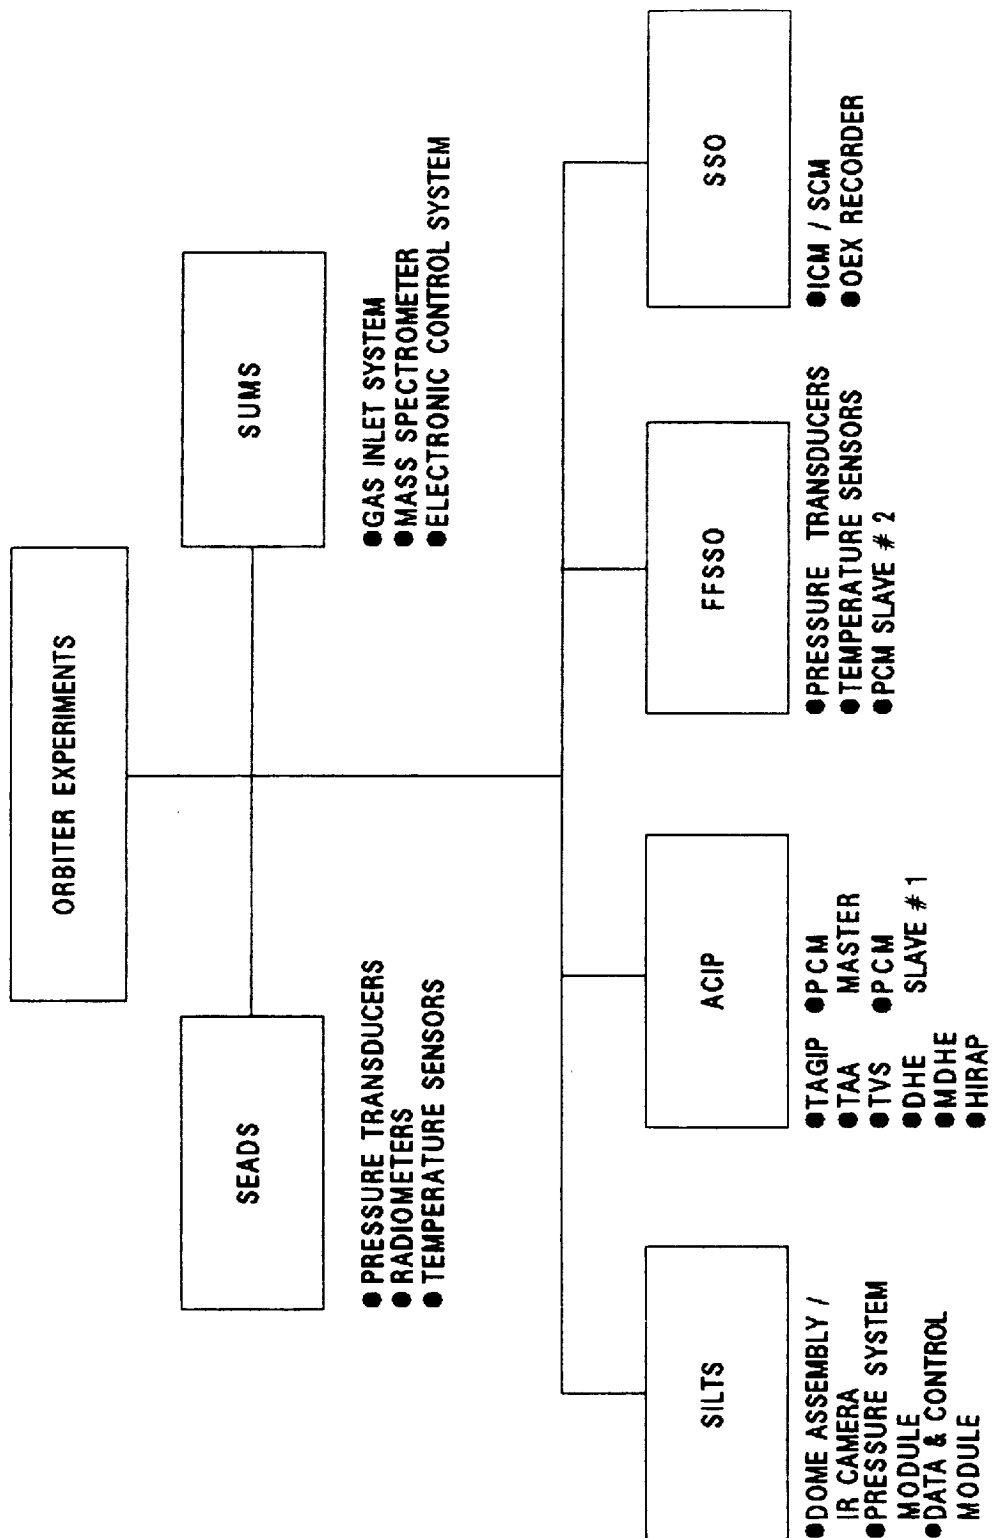 ORBITER EXPERIMENTS
SEADS
●PRESSURE TRANSDUCERS
●RADIOMETERS
●TEMPERATURE SENSORS
SUMS
●GAS INLET SYSTEM
●MASS SPECTROMETER
●ELECTRONIC CONTROL SYSTEM
SILTS
●DOME ASSEMBLY /
IR CAMERA
●PRESSURE SYSTEM
MODULE
●DATA & CONTROL
MODULE
ACIP
●TAGIP
●TAA
●TVS
●DHE
●MDHE
●HIRAP
●PCM
MASTER
●PCM
SLAVE # 1
FFSSO
●PRESSURE TRANSDUCERS
●TEMPERATURE SENSORS
●PCM SLAVE # 2
SSO
●ICM / SCM
●OEX RECORDER